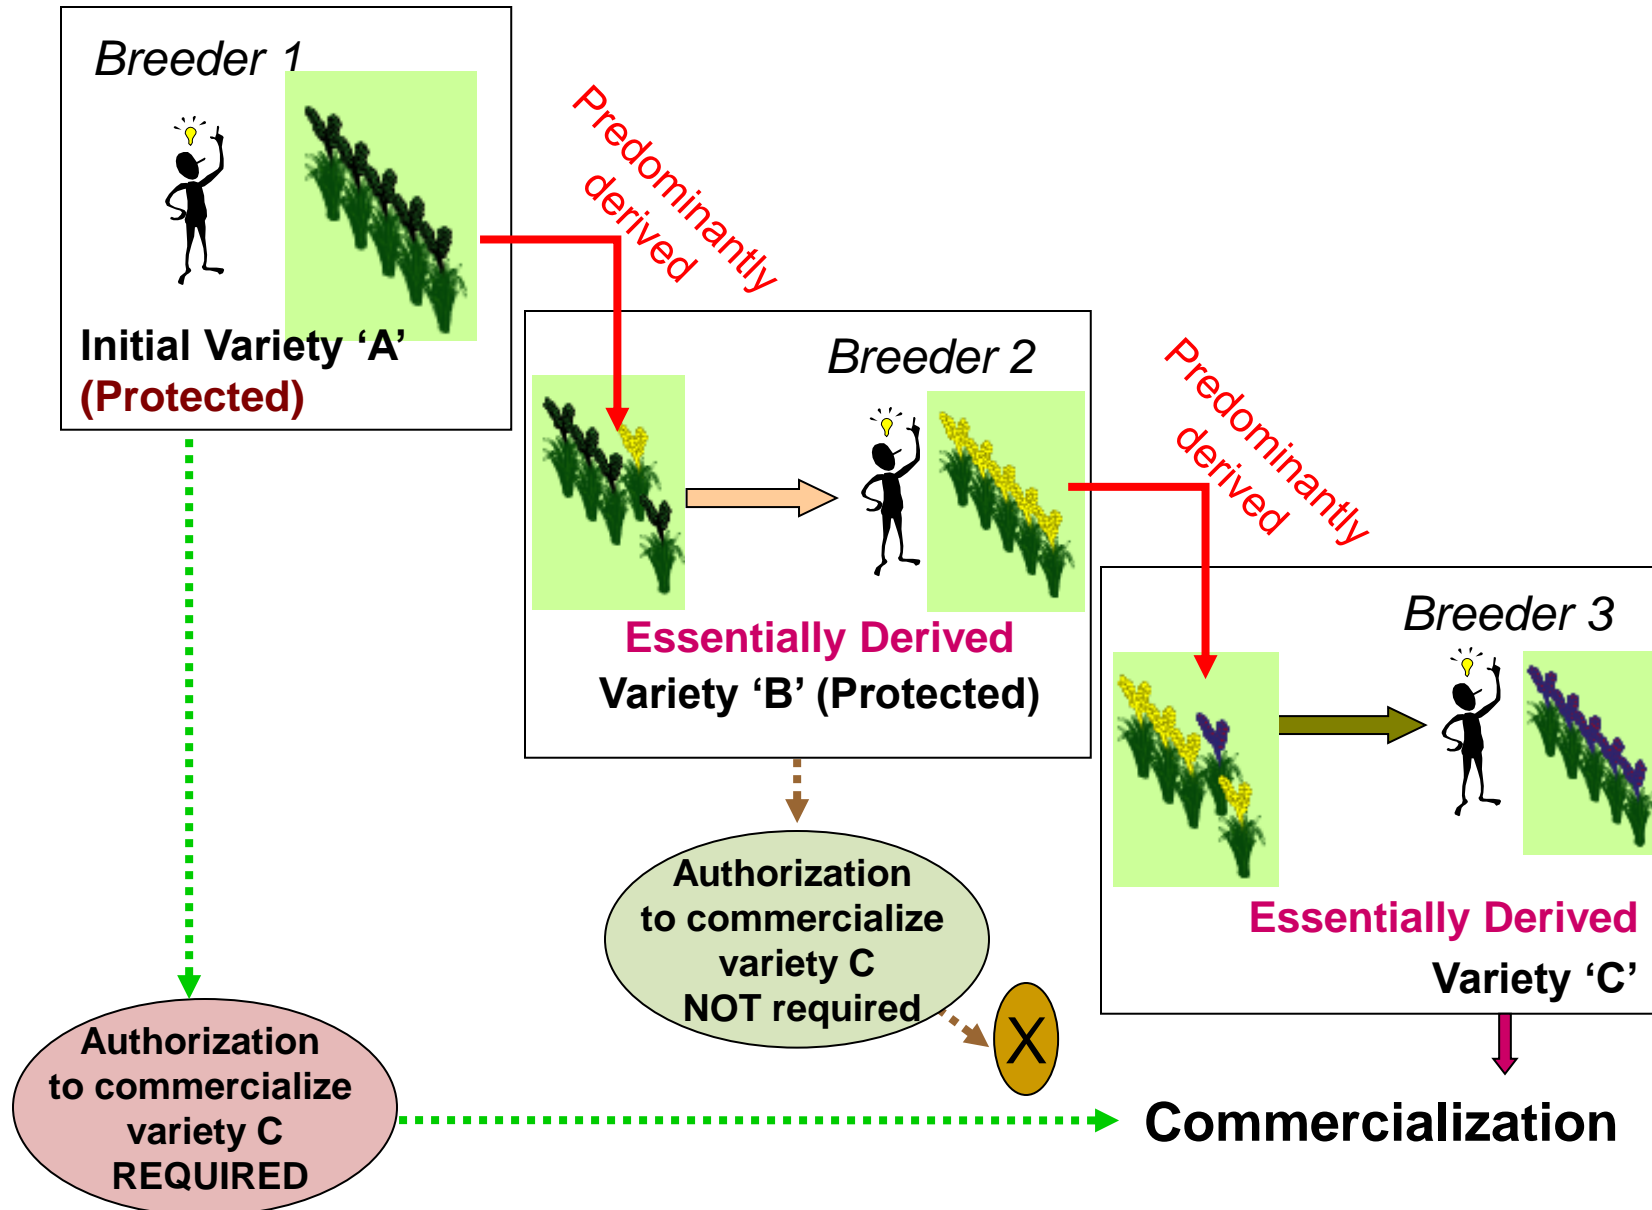 Breeder 1
Initial Variety ‘A’
(Protected)
Predominantly
derived
Breeder 2
Essentially Derived
Variety ‘B’ (Protected)
Predominantly
derived
Breeder 3
Essentially Derived
Variety ‘C’
Authorization
to commercialize
variety C
NOT required
X
Authorization
to commercialize
variety C
REQUIRED
Commercialization